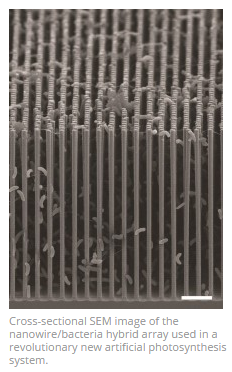 Cross-sectional SEM image of the
nanowire/bacteria hybrid array used in a
revolutionary new artificial photosynthesis
system.